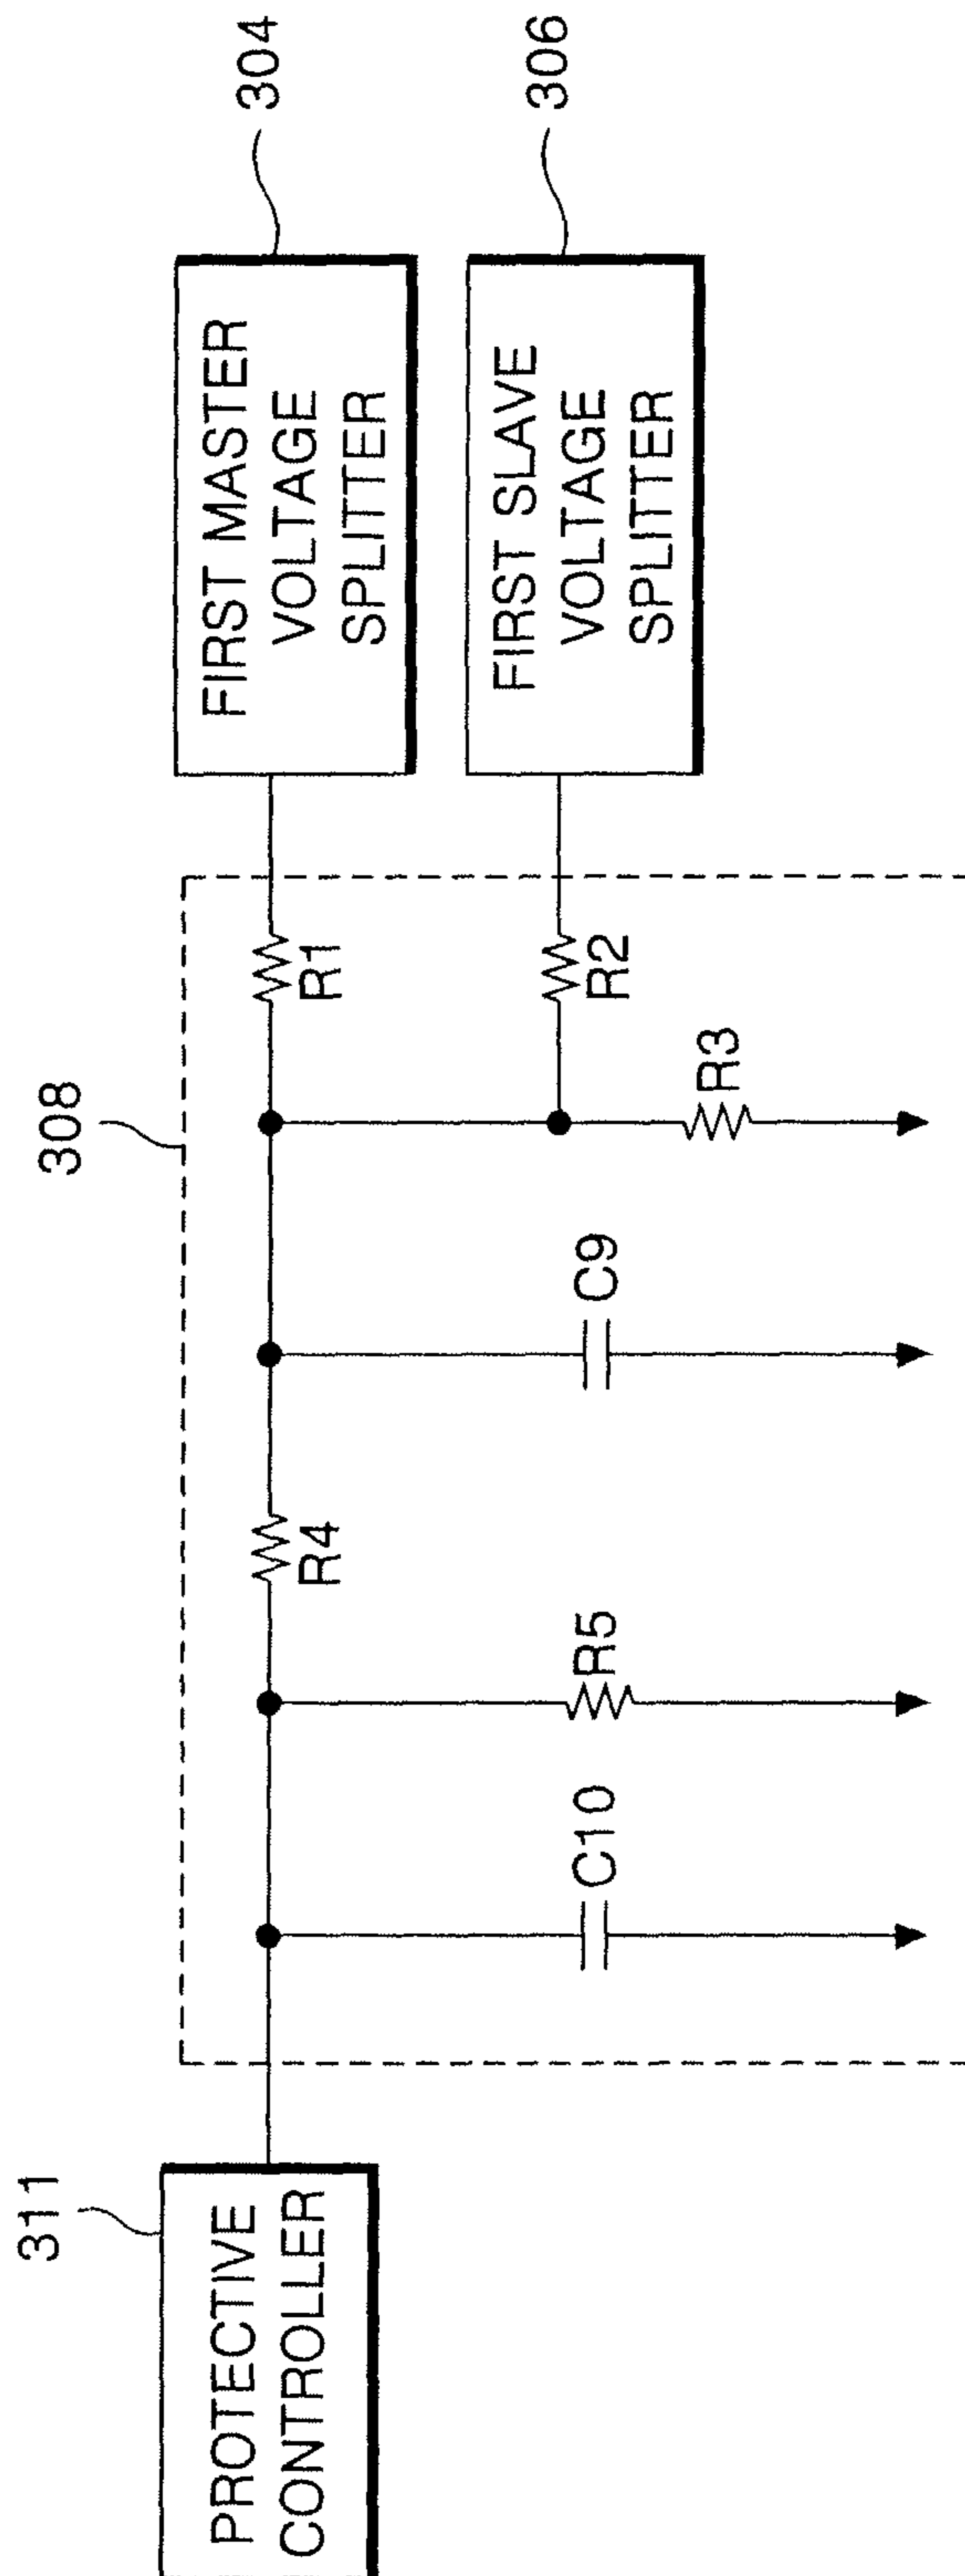 304
FIRST MASTER
VOLTAGE
SPLITTER
306
FIRST SLAVE
VOLTAGE
SPLITTER
308
R1
R2
R3
C9
R4
R5
C10
311
PROTECTIVE
CONTROLLER